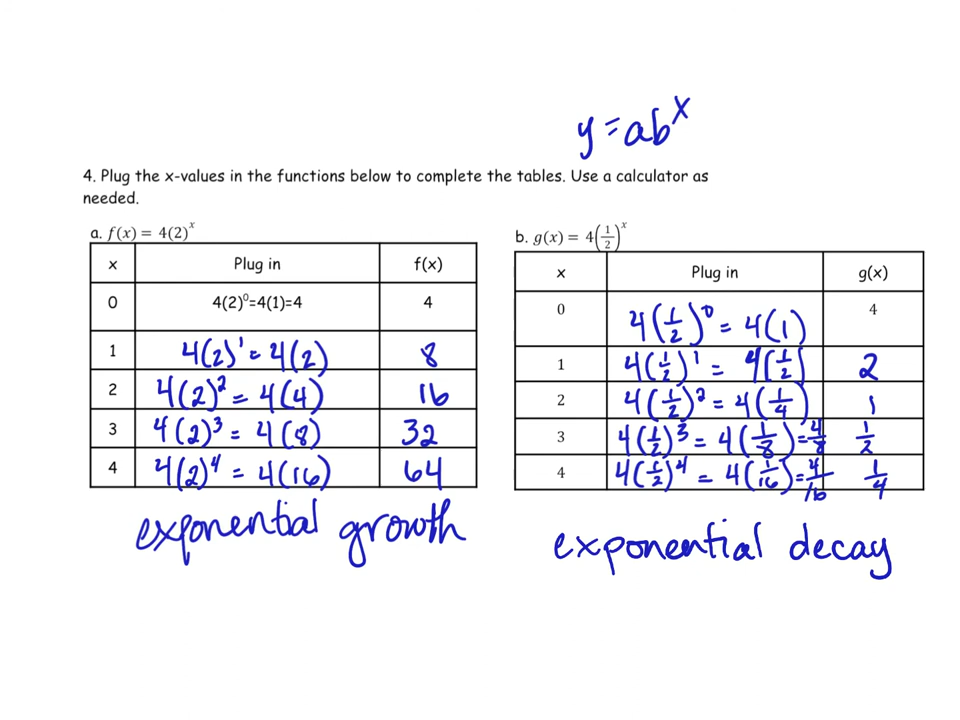 y = ab^x
4. Plug the x-values in the functions below to complete the tables. Use a calculator as
needed.
a. f(x) = 4(2)^x
x Plug in f(x)
0 4(2)^0=4(1)=4 4
1 4(2)^1 = 4(2) 8
2 4(2)^2 = 4(4) 16
3 4(2)^3 = 4(8) 32
4 4(2)^4 = 4(16) 64
exponential growth
b. g(x) = 4(1/2)^x
x Plug in g(x)
0 4(1/2)^0 = 4(1) 4
1 4(1/2)^1 = 4(1/2) 2
2 4(1/2)^2 = 4(1/4) 1
3 4(1/2)^3 = 4(1/8) = 4/8 1/2
4 4(1/2)^4 = 4(1/16) = 4/16 1/4
exponential decay